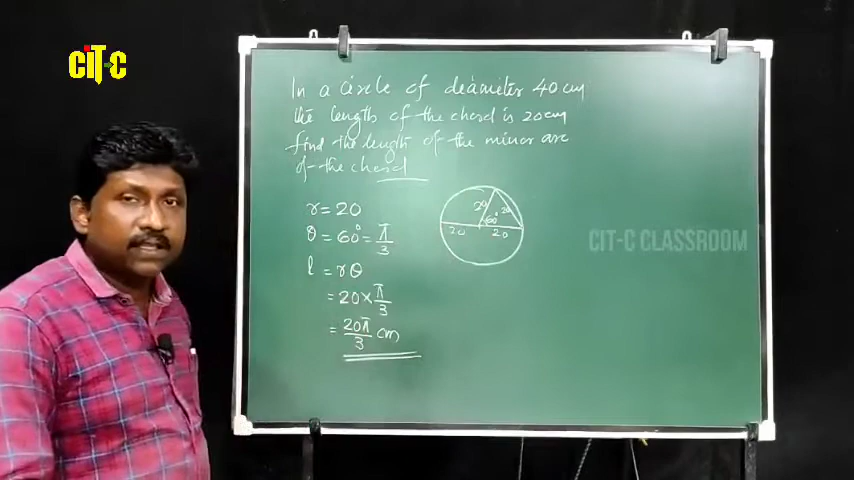 CiT-C
In a circle of diameter 40 cm
the length of the chord is 20 cm
find the length of the minor arc
of the chord
r = 20
θ = 60° = π/3
l = rθ
= 20 × π/3
= 20π/3 cm
20
20
60°
20
20
CIT-C CLASSROOM